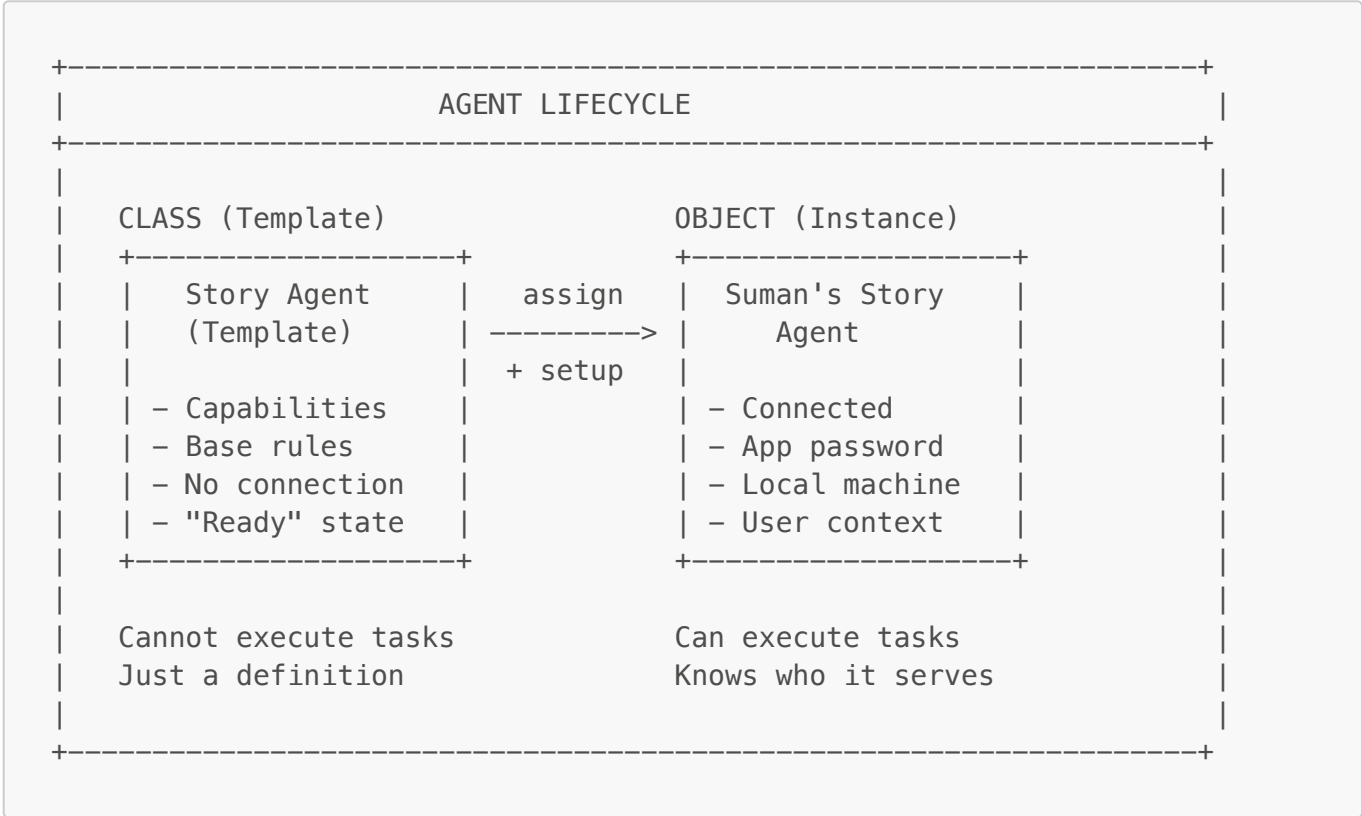 +-------------------------------------------------------------------+
|                      AGENT LIFECYCLE                               |
+-------------------------------------------------------------------+
|                                                                    |
|   CLASS (Template)                 OBJECT (Instance)               |
|   +-------------------+            +-------------------+           |
|   |   Story Agent     |   assign   |  Suman's Story    |           |
|   |   (Template)      | ---------> |     Agent         |           |
|   |                   |  + setup   |                   |           |
|   | - Capabilities    |            | - Connected       |           |
|   | - Base rules      |            | - App password    |           |
|   | - No connection   |            | - Local machine   |           |
|   | - "Ready" state   |            | - User context    |           |
|   +-------------------+            +-------------------+           |
|                                                                    |
|   Cannot execute tasks             Can execute tasks               |
|   Just a definition                Knows who it serves             |
|                                                                    |
+-------------------------------------------------------------------+